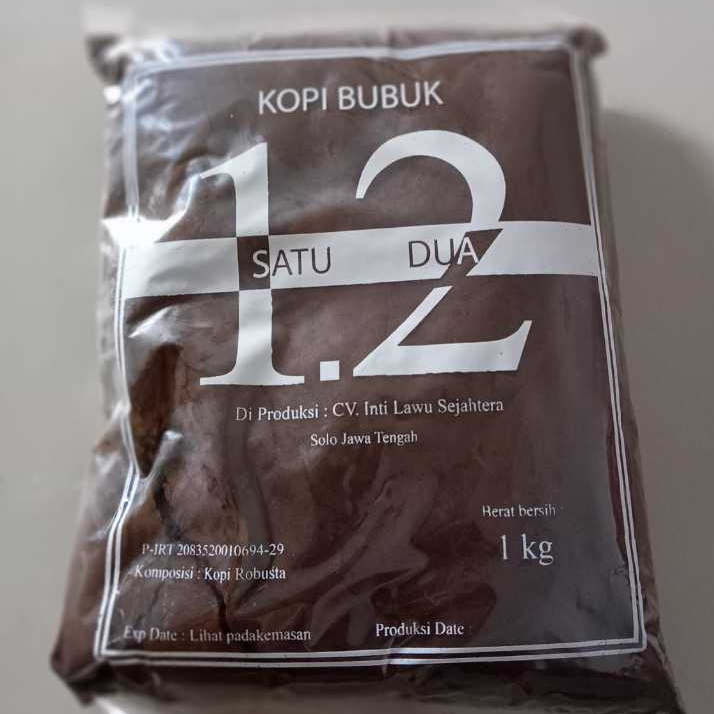 KOPI BUBUK
1.2
SATU DUA
Di Produksi : CV. Inti Lawu Sejahtera
Solo Jawa Tengah
Berat bersih :
1 kg
P-IRT 2083520010694-29
Komposisi : Kopi Robusta
Exp Date : Lihat padakemasan
Produksi Date :